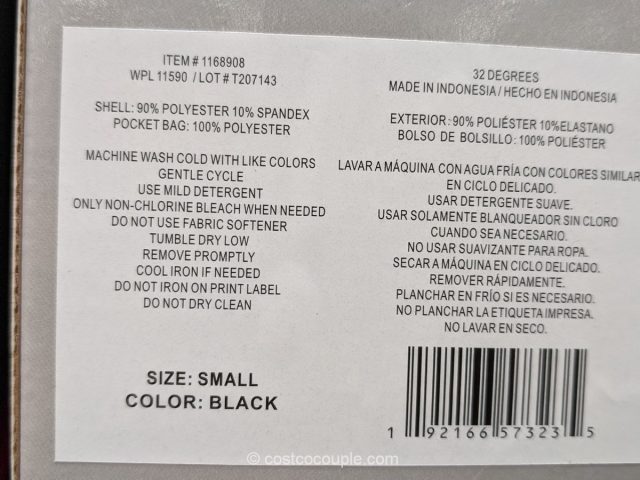 ITEM # 1168908
WPL 11590 / LOT # T207143
SHELL: 90% POLYESTER 10% SPANDEX
POCKET BAG: 100% POLYESTER
MACHINE WASH COLD WITH LIKE COLORS
GENTLE CYCLE
USE MILD DETERGENT
ONLY NON-CHLORINE BLEACH WHEN NEEDED
DO NOT USE FABRIC SOFTENER
TUMBLE DRY LOW
REMOVE PROMPTLY
COOL IRON IF NEEDED
DO NOT IRON ON PRINT LABEL
DO NOT DRY CLEAN
SIZE: SMALL
COLOR: BLACK
32 DEGREES
MADE IN INDONESIA / HECHO EN INDONESIA
EXTERIOR: 90% POLIÉSTER 10%ELASTANO
BOLSO DE BOLSILLO: 100% POLIÉSTER
LAVAR A MÁQUINA CON AGUA FRÍA CON COLORES SIMILAR
EN CICLO DELICADO.
USAR DETERGENTE SUAVE.
USAR SOLAMENTE BLANQUEADOR SIN CLORO
CUANDO SEA NECESARIO.
NO USAR SUAVIZANTE PARA ROPA.
SECAR A MÁQUINA EN CICLO DELICADO.
REMOVER RÁPIDAMENTE.
PLANCHAR EN FRÍO SI ES NECESARIO.
NO PLANCHAR LA ETIQUETA IMPRESA.
NO LAVAR EN SECO.
1 92166 57323 5
© costcocouple.com